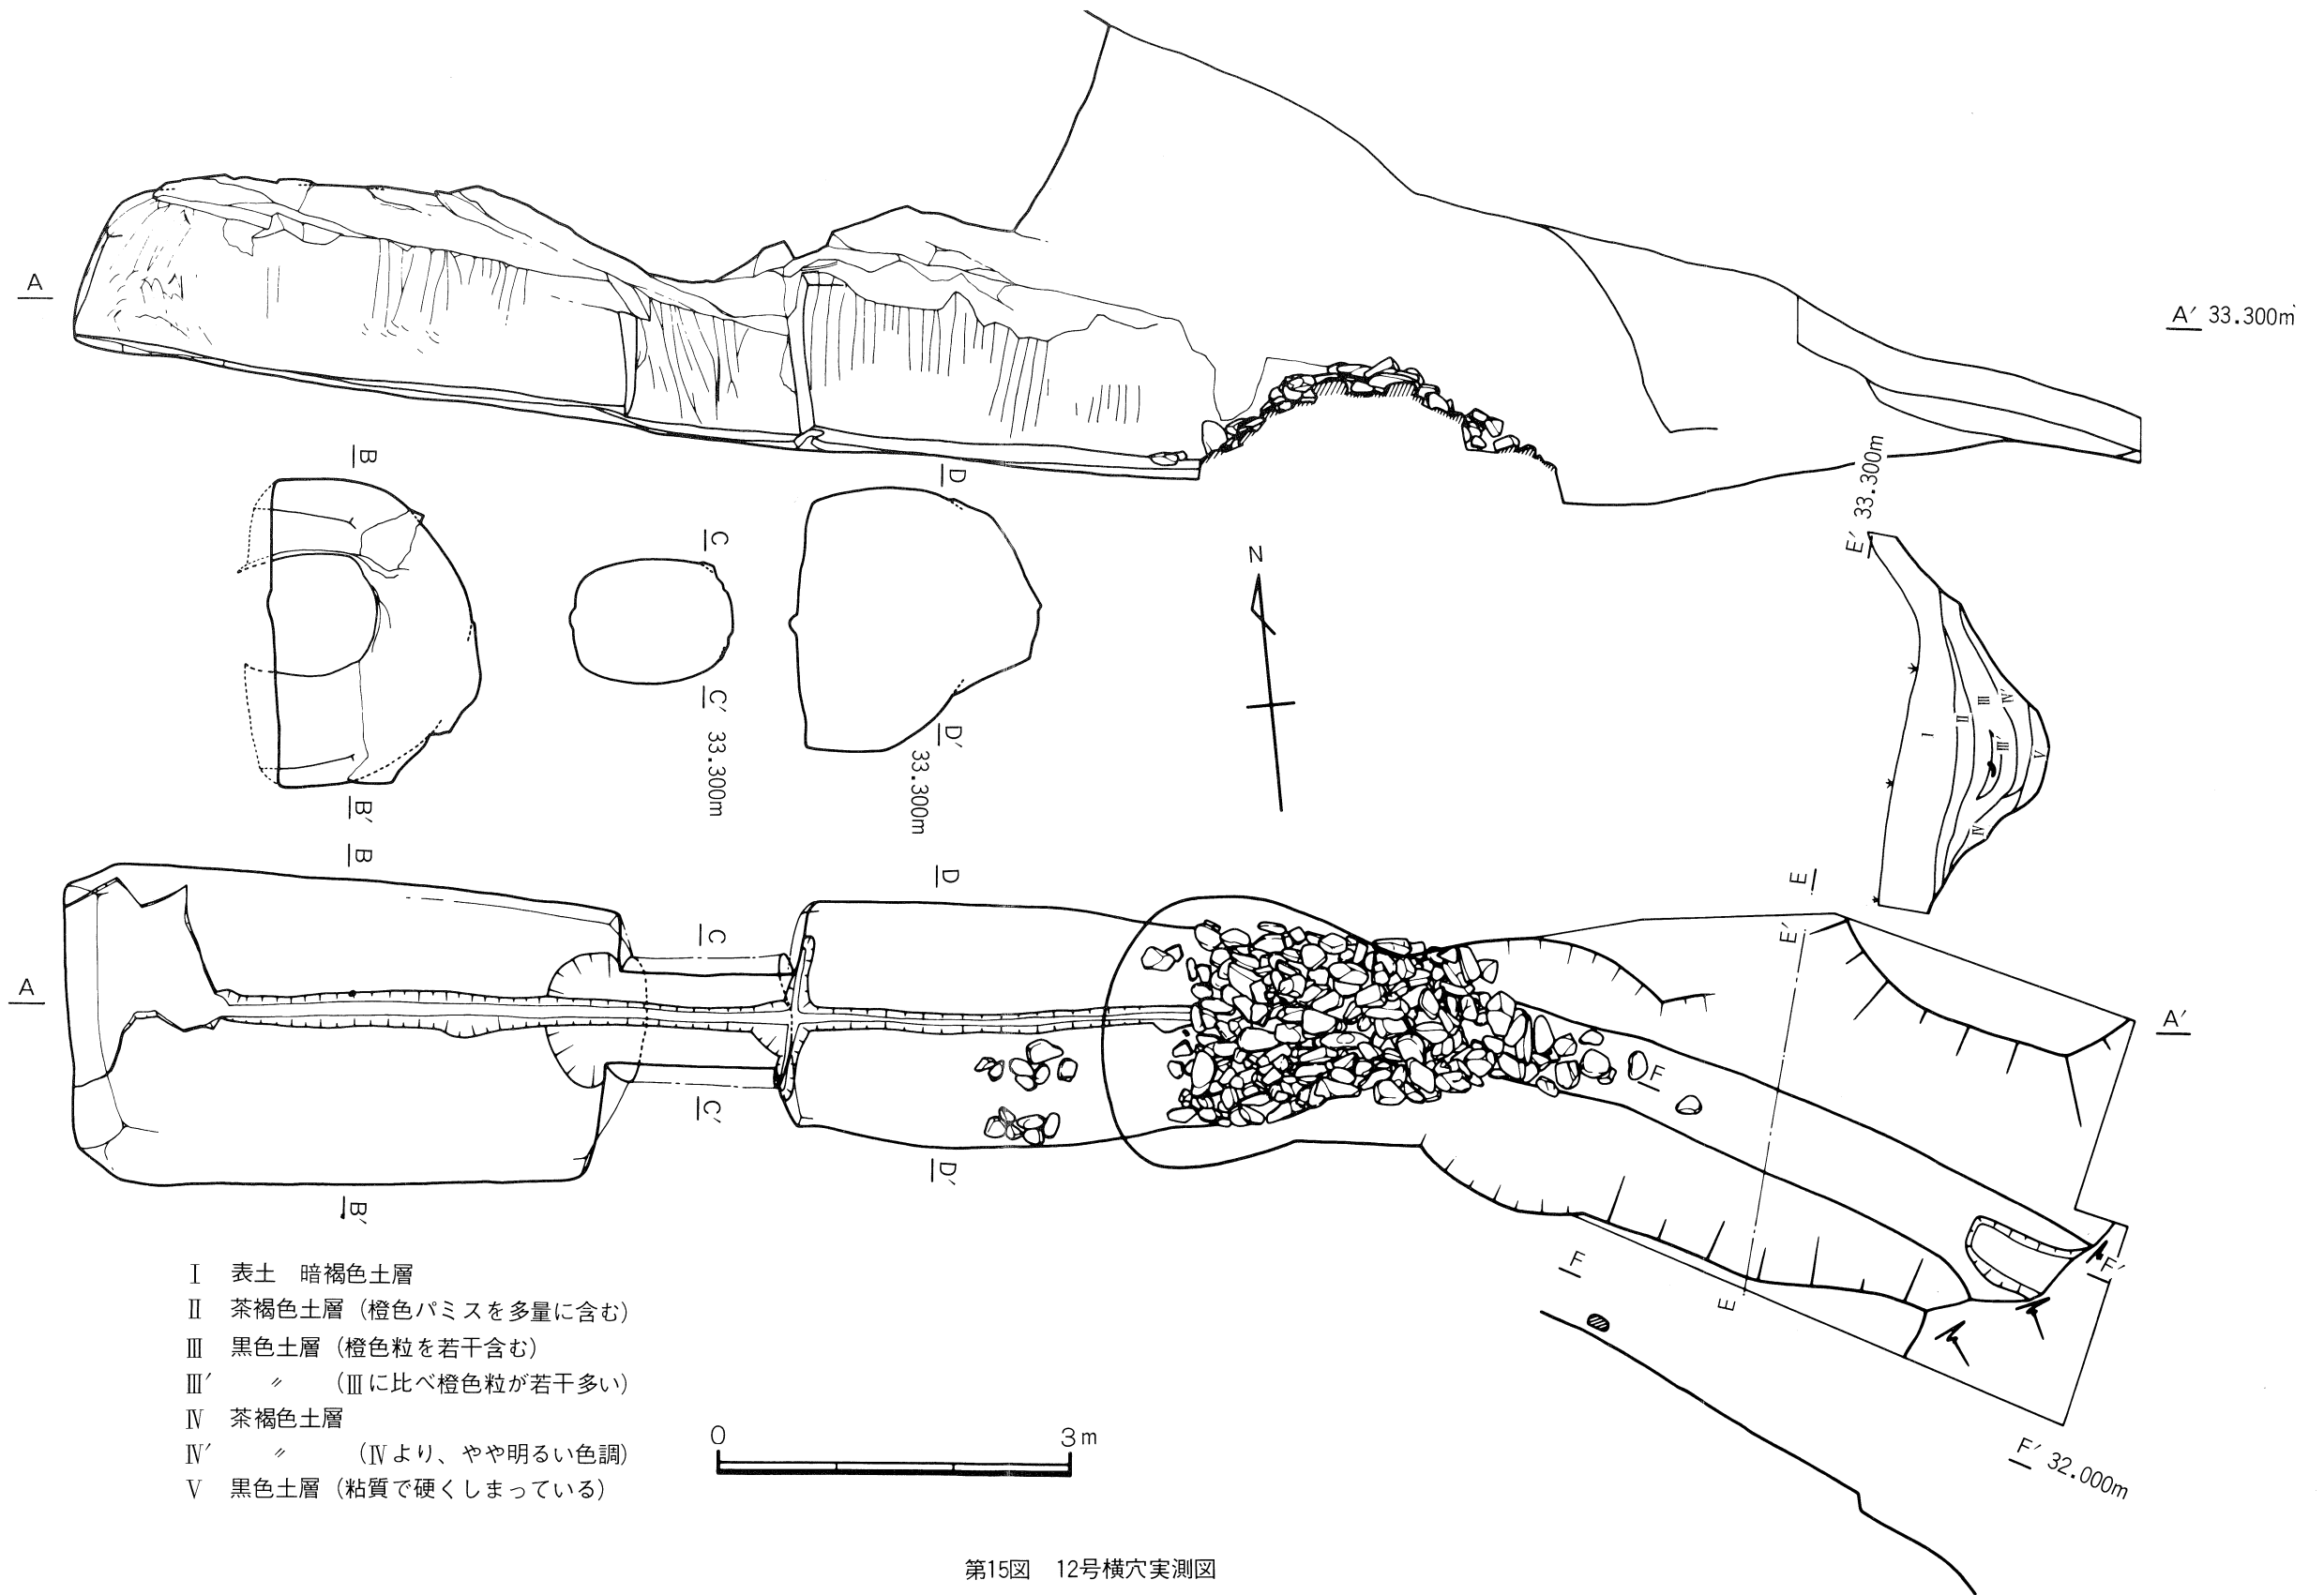 A
A′ 33.300m
B
D
33.300m
E′
C
N
C′ 33.300m
D′ 33.300m
I
II
III
IV′
III′
V
IV
B′
B
D
E
C
E′
A
A′
F
C′
D′
B′
F
E
F′
I 表土 暗褐色土層
II 茶褐色土層（橙色パミスを多量に含む）
III 黒色土層（橙色粒を若干含む）
III′ 〃 （IIIに比べ橙色粒が若干多い）
IV 茶褐色土層
IV′ 〃 （IVより、やや明るい色調）
V 黒色土層（粘質で硬くしまっている）
0 3m
F′ 32.000m
第15図 12号横穴実測図